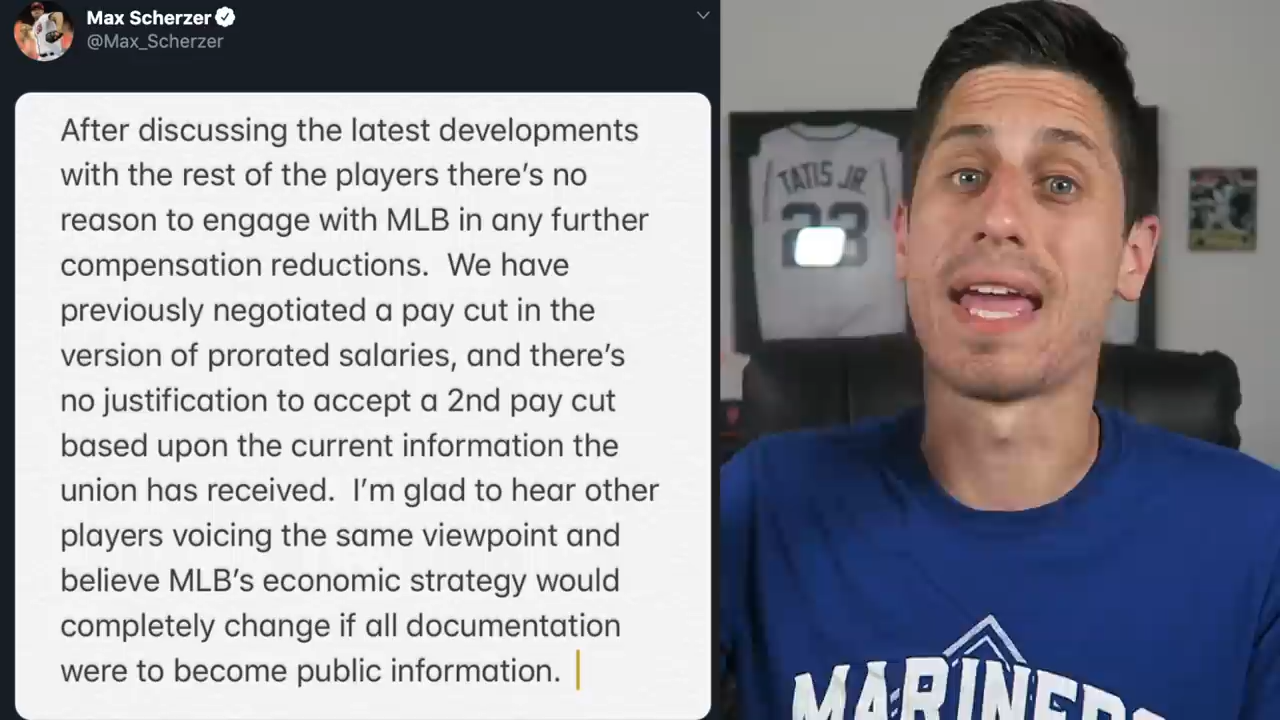 Max Scherzer
@Max_Scherzer
After discussing the latest developments
with the rest of the players there's no
reason to engage with MLB in any further
compensation reductions. We have
previously negotiated a pay cut in the
version of prorated salaries, and there's
no justification to accept a 2nd pay cut
based upon the current information the
union has received. I'm glad to hear other
players voicing the same viewpoint and
believe MLB's economic strategy would
completely change if all documentation
were to become public information.
TATIS JR.
23
MARINERS